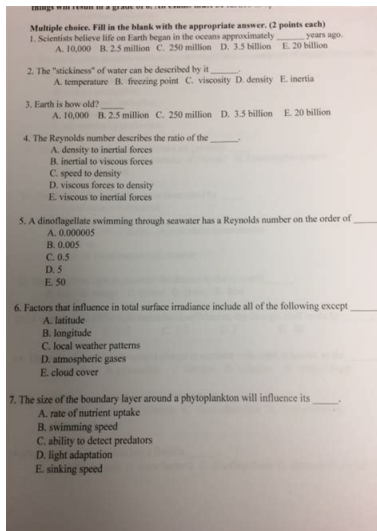 things will result in a grade of
Multiple choice. Fill in the blank with the appropriate answer. (2 points each)
1. Scientists believe life on Earth began in the oceans approximately _____ years ago.
A. 10,000 B. 2.5 million C. 250 million D. 3.5 billion E. 20 billion
2. The "stickiness" of water can be described by it _____.
A. temperature B. freezing point C. viscosity D. density E. inertia
3. Earth is how old? _____
A. 10,000 B. 2.5 million C. 250 million D. 3.5 billion E. 20 billion
4. The Reynolds number describes the ratio of the _____.
A. density to inertial forces
B. inertial to viscous forces
C. speed to density
D. viscous forces to density
E. viscous to inertial forces
5. A dinoflagellate swimming through seawater has a Reynolds number on the order of _____
A. 0.000005
B. 0.005
C. 0.5
D. 5
E. 50
6. Factors that influence in total surface irradiance include all of the following except _____
A. latitude
B. longitude
C. local weather patterns
D. atmospheric gases
E. cloud cover
7. The size of the boundary layer around a phytoplankton will influence its _____.
A. rate of nutrient uptake
B. swimming speed
C. ability to detect predators
D. light adaptation
E. sinking speed